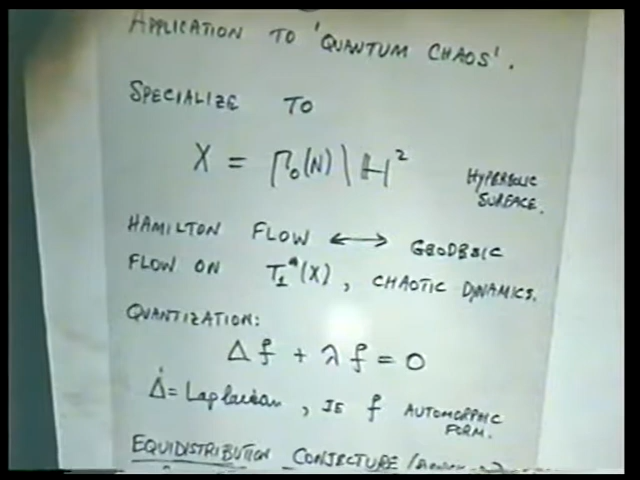 APPLICATION TO 'QUANTUM CHAOS'.
SPECIALIZE TO
X = Γ₀(N) \ ℍ²
HYPERBOLIC
SURFACE.
HAMILTON FLOW ⟷ GEODESIC
FLOW ON T₁*(X), CHAOTIC DYNAMICS.
QUANTIZATION:
Δf + λf = 0
Δ = Laplacian, IE f AUTOMORPHIC
FORM.
EQUIDISTRIBUTION CONJECTURE